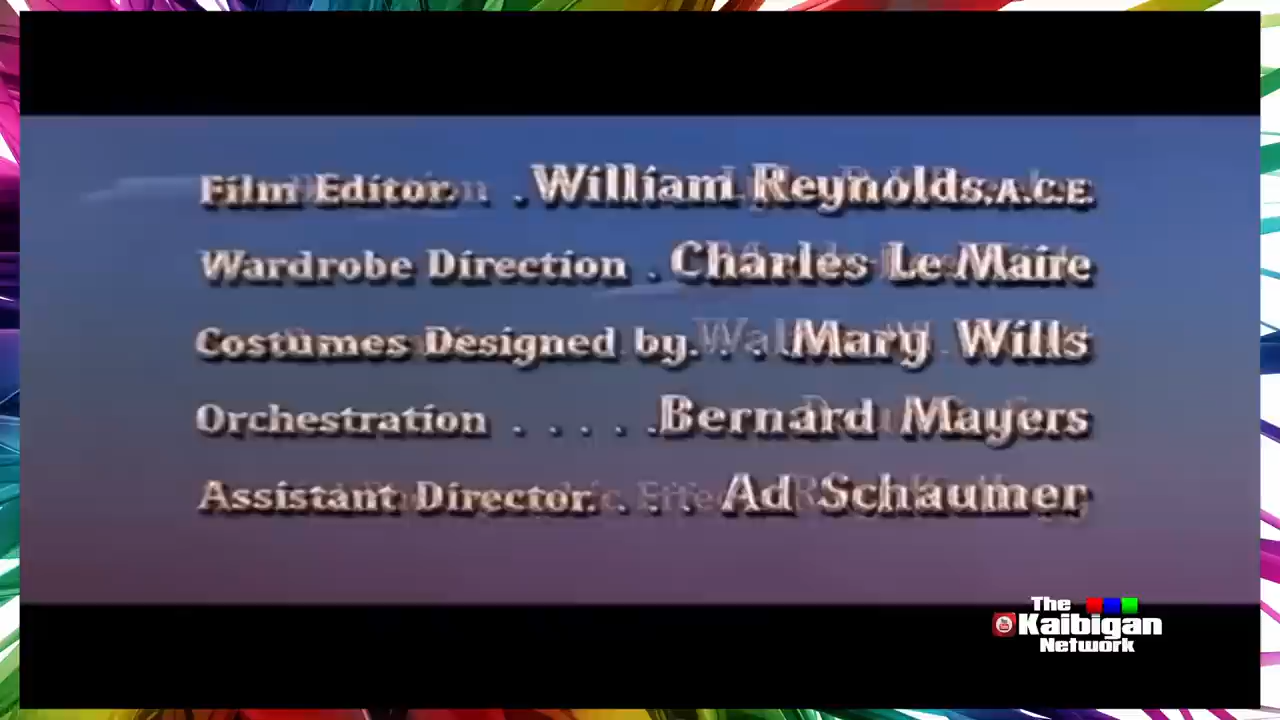 Film Editor. . William Reynolds, A.C.E.
Wardrobe Direction . Charles Le Maire
Costumes Designed by. . . Mary Wills
Orchestration . . . . . Bernard Mayers
Assistant Director. . . . Ad Schaumer
The
Kaibigan
Network